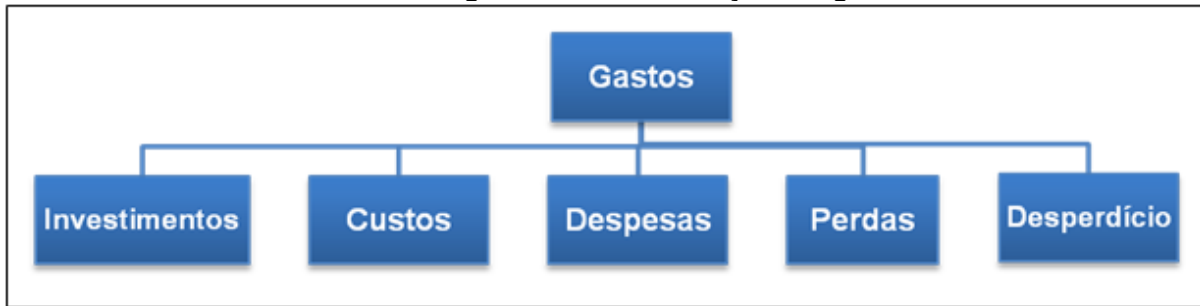 Gastos
Investimentos
Custos
Despesas
Perdas
Desperdício